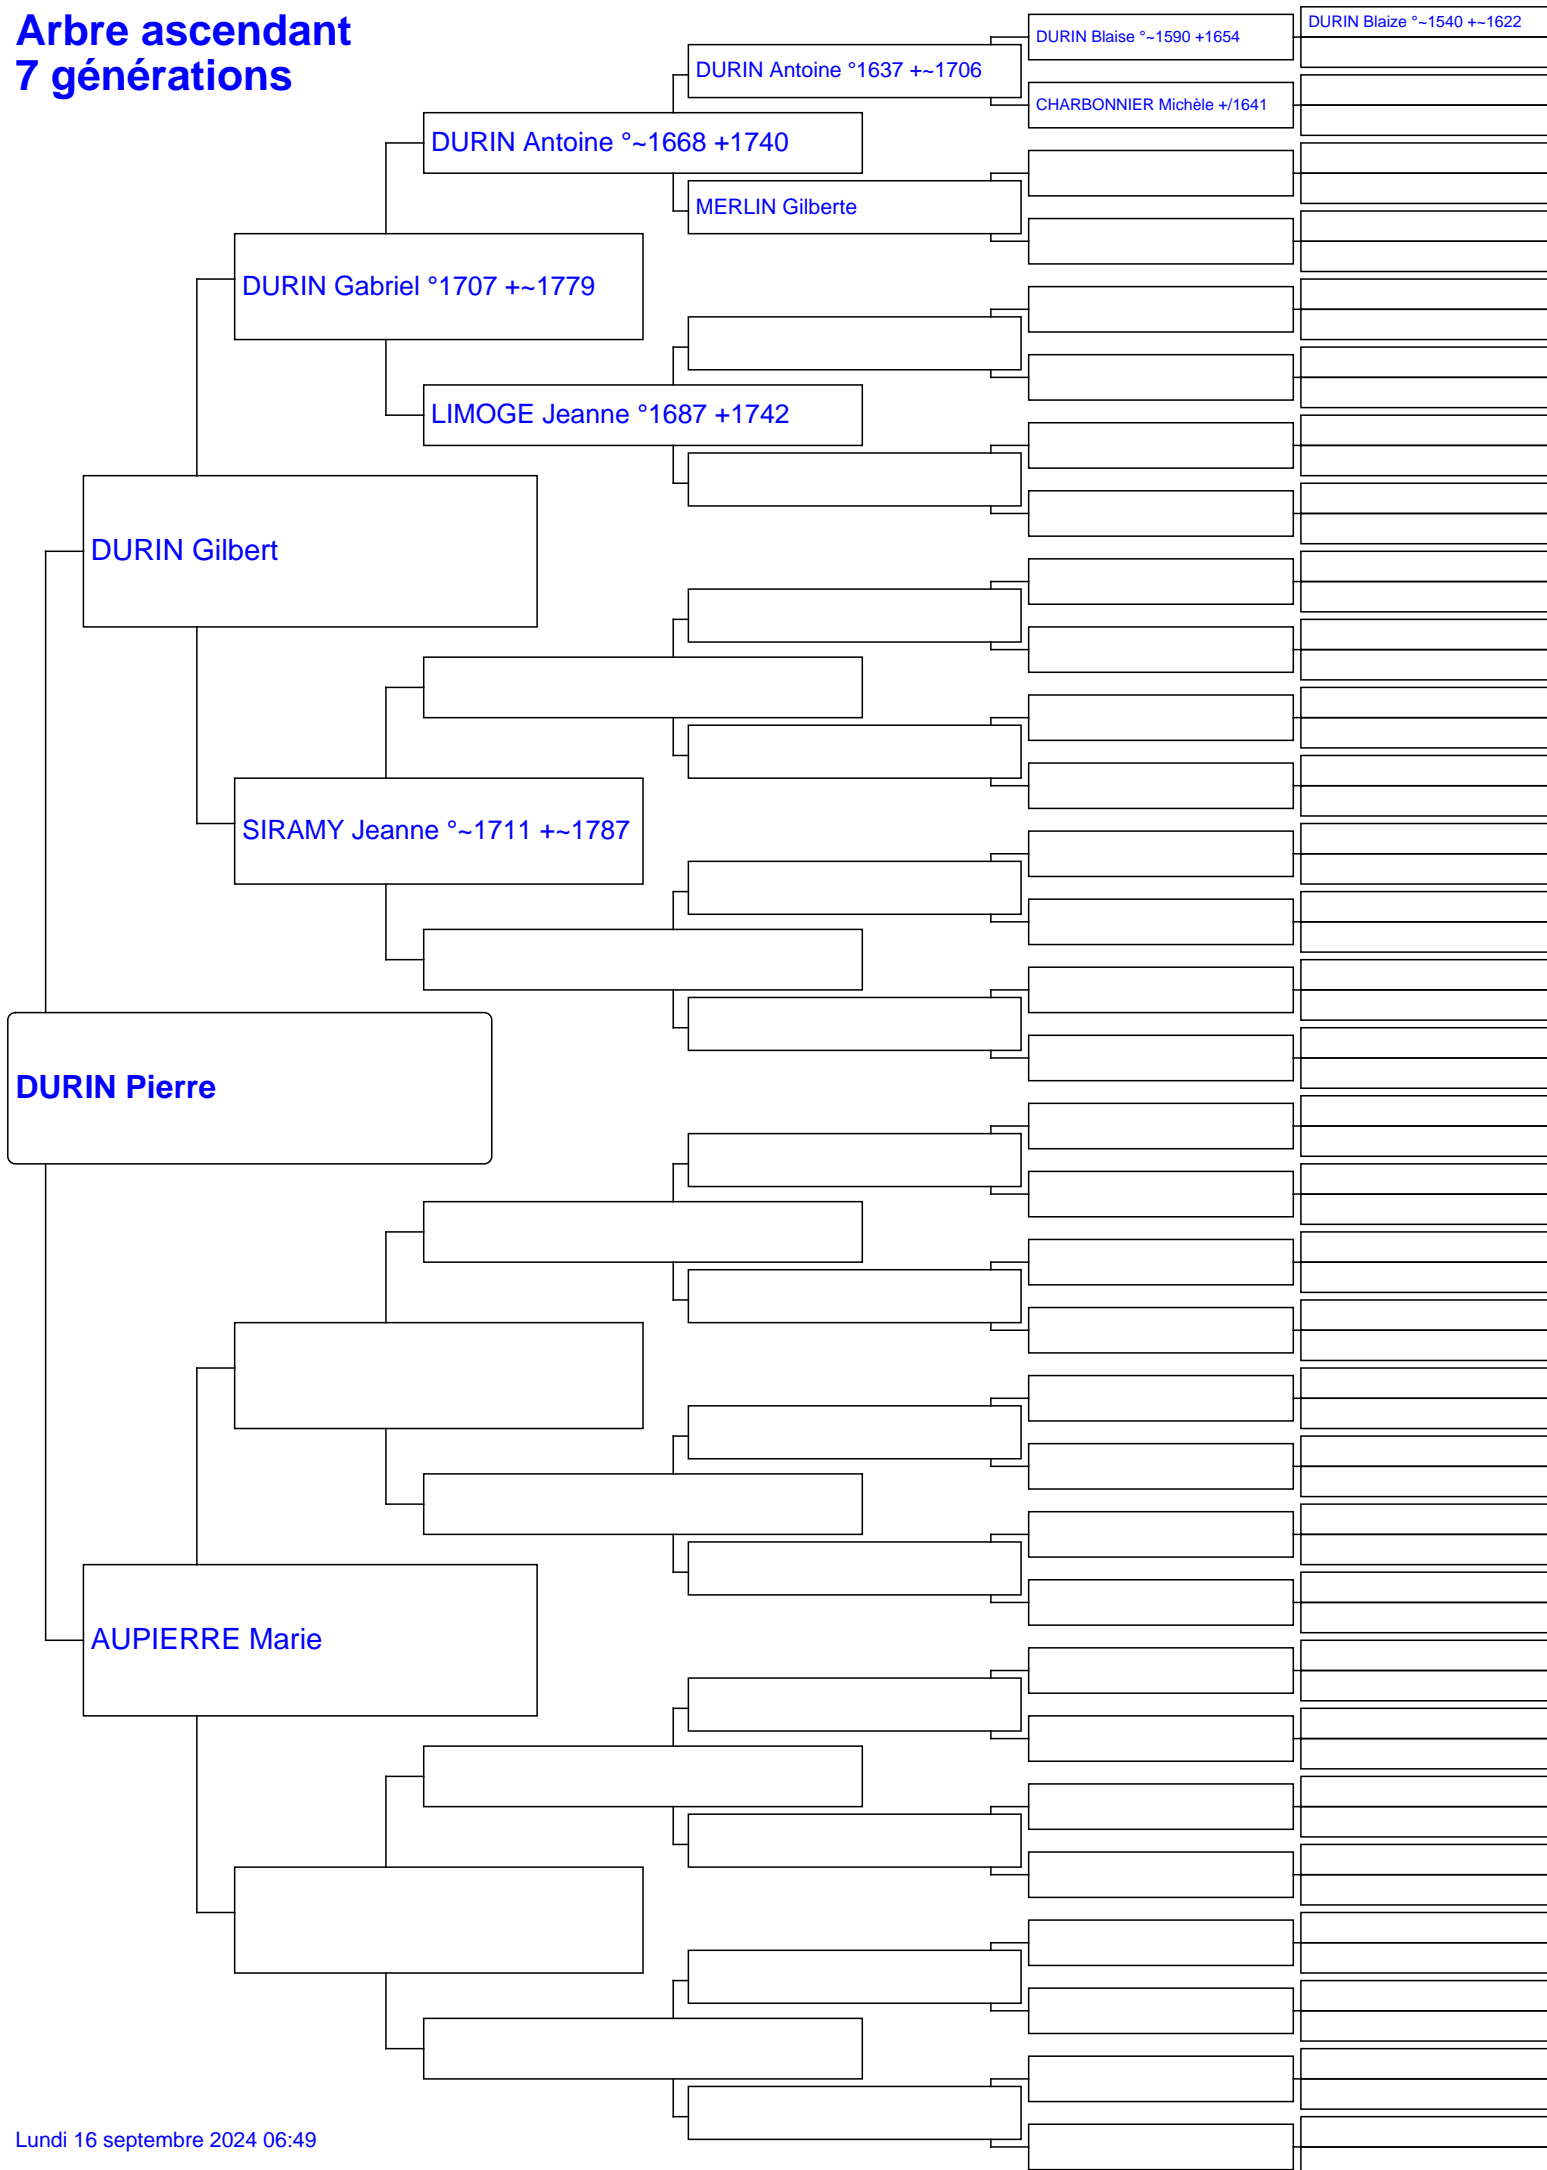 Arbre ascendant
7 générations
DURIN Blaize °~1540 +~1622
DURIN Blaise °~1590 +1654
DURIN Antoine °1637 +~1706
CHARBONNIER Michèle +/1641
DURIN Antoine °~1668 +1740
MERLIN Gilberte
DURIN Gabriel °1707 +~1779
LIMOGE Jeanne °1687 +1742
DURIN Gilbert
SIRAMY Jeanne °~1711 +~1787
DURIN Pierre
AUPIERRE Marie
Lundi 16 septembre 2024 06:49